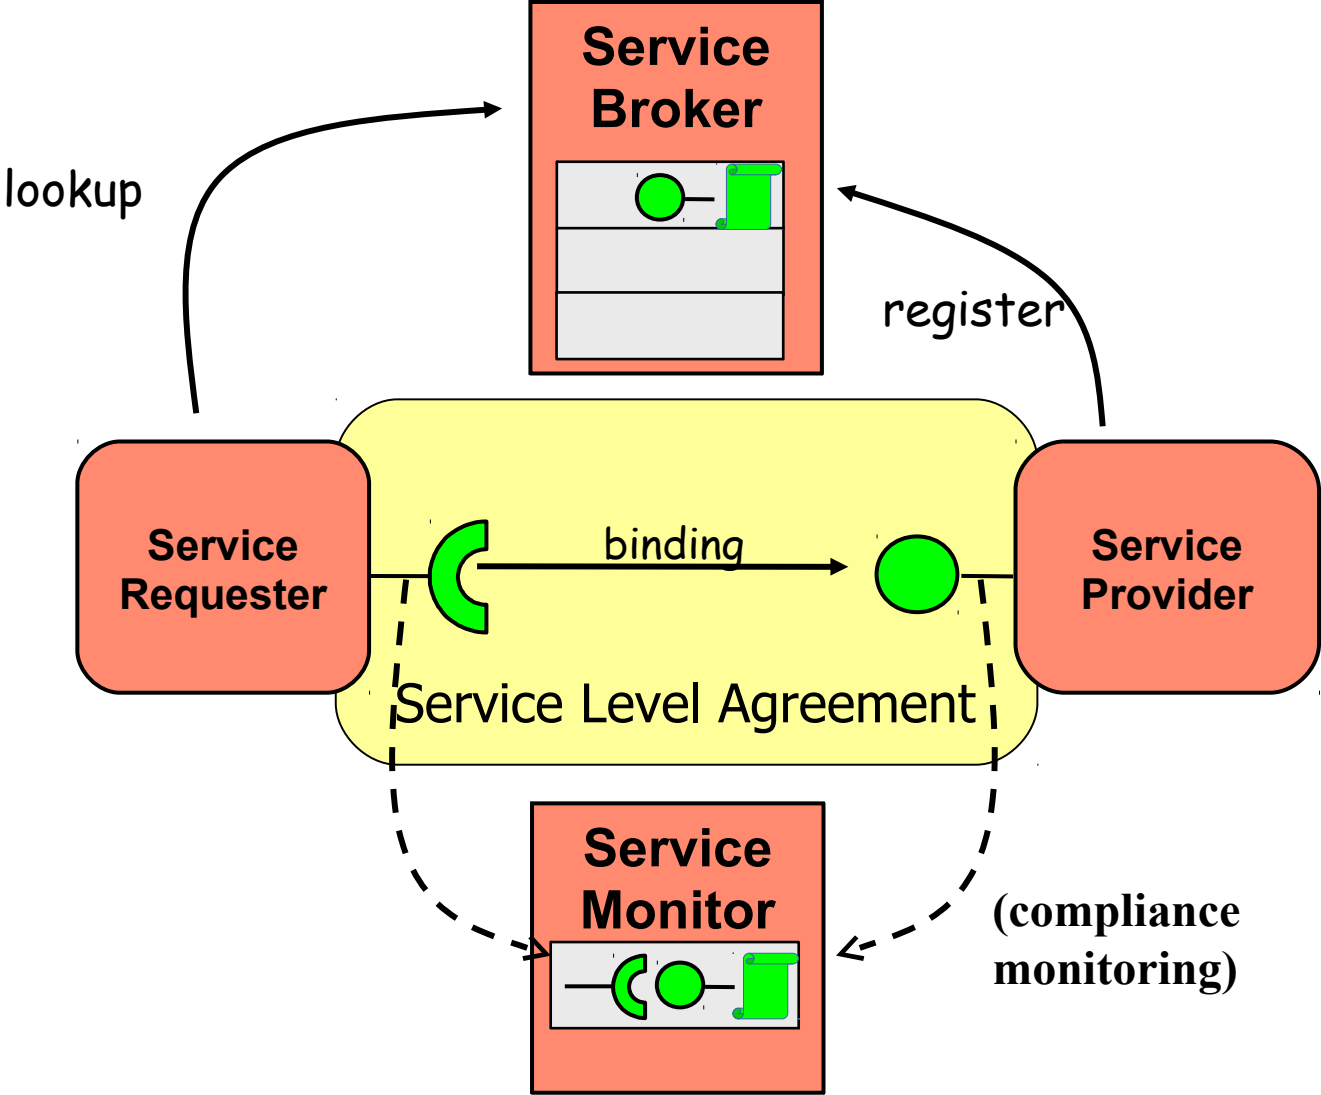 Service
Broker
lookup
register
Service
Requester
binding
Service
Provider
Service Level Agreement
Service
Monitor
(compliance
monitoring)